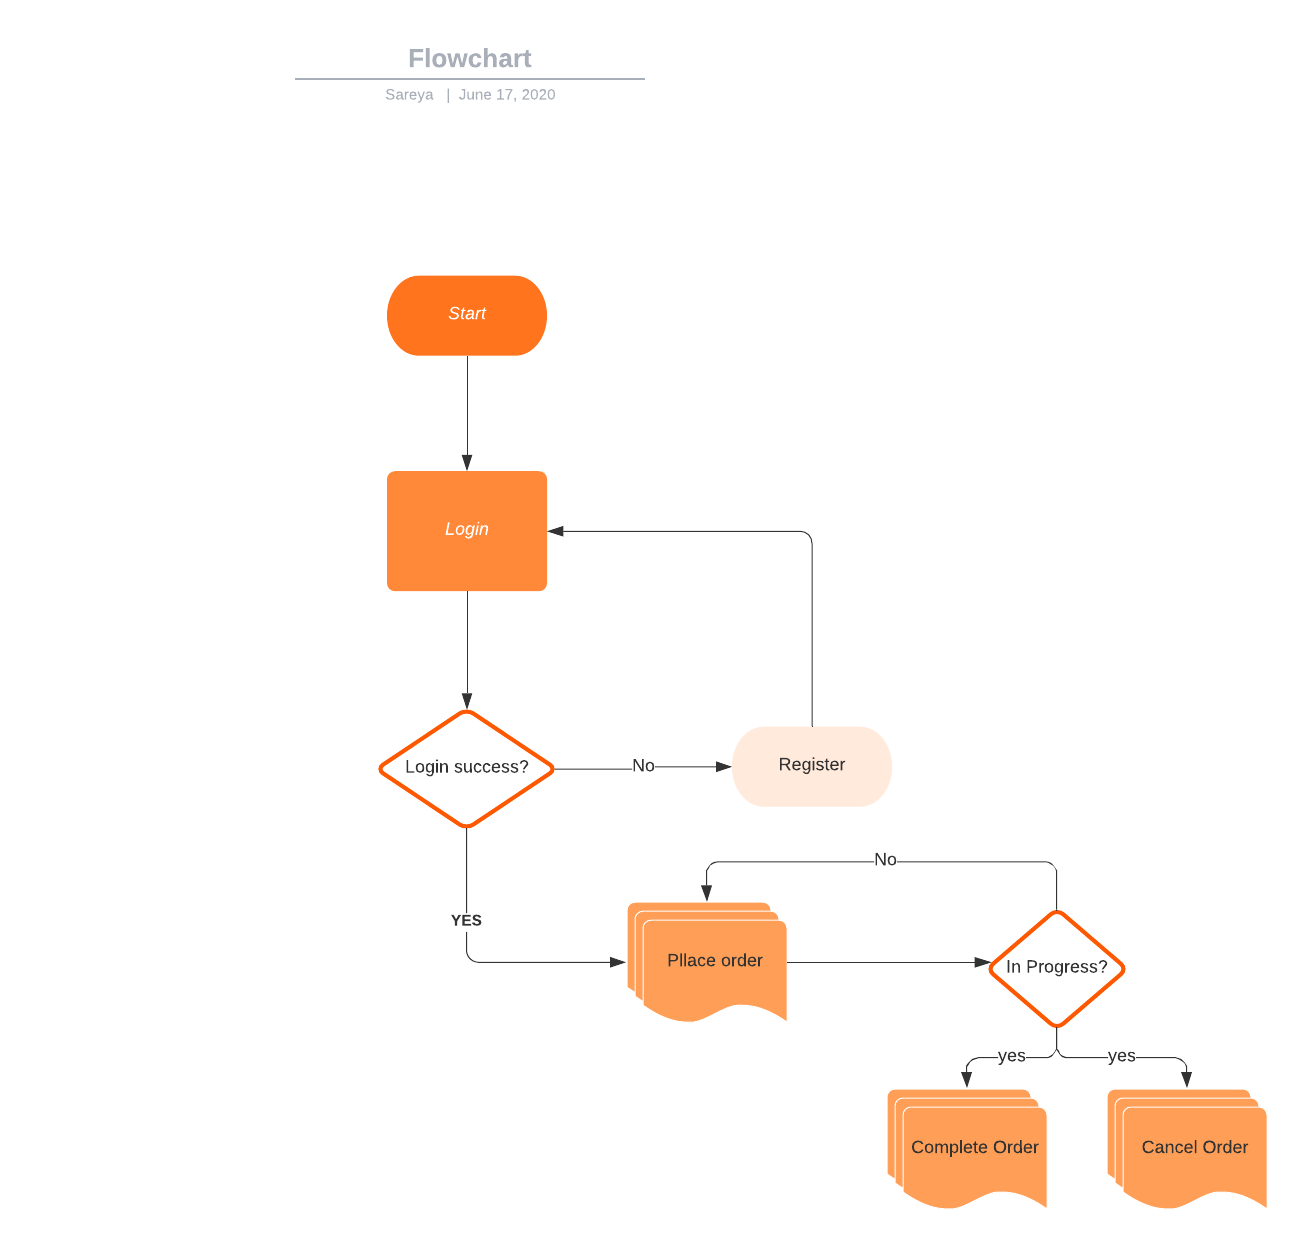 Flowchart
Sareya | June 17, 2020
Start
Login
Login success?
No
Register
No
YES
Pllace order
In Progress?
yes
yes
Complete Order
Cancel Order